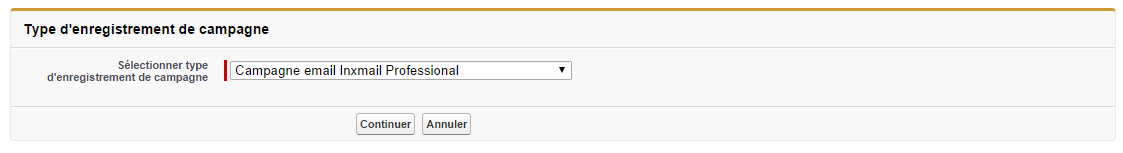 Type d'enregistrement de campagne
Sélectionner type
d'enregistrement de campagne
Campagne email Inxmail Professional
Continuer
Annuler